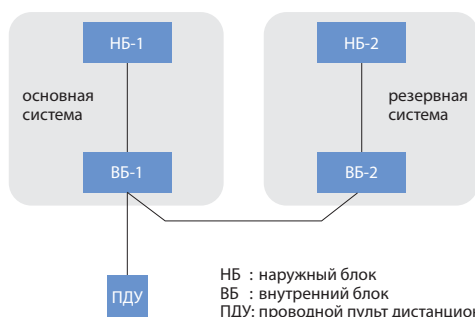 НБ-1
НБ-2
основная
система
резервная
система
ВБ-1
ВБ-2
ПДУ
НБ : наружный блок
ВБ : внутренний блок
ПДУ: проводной пульт